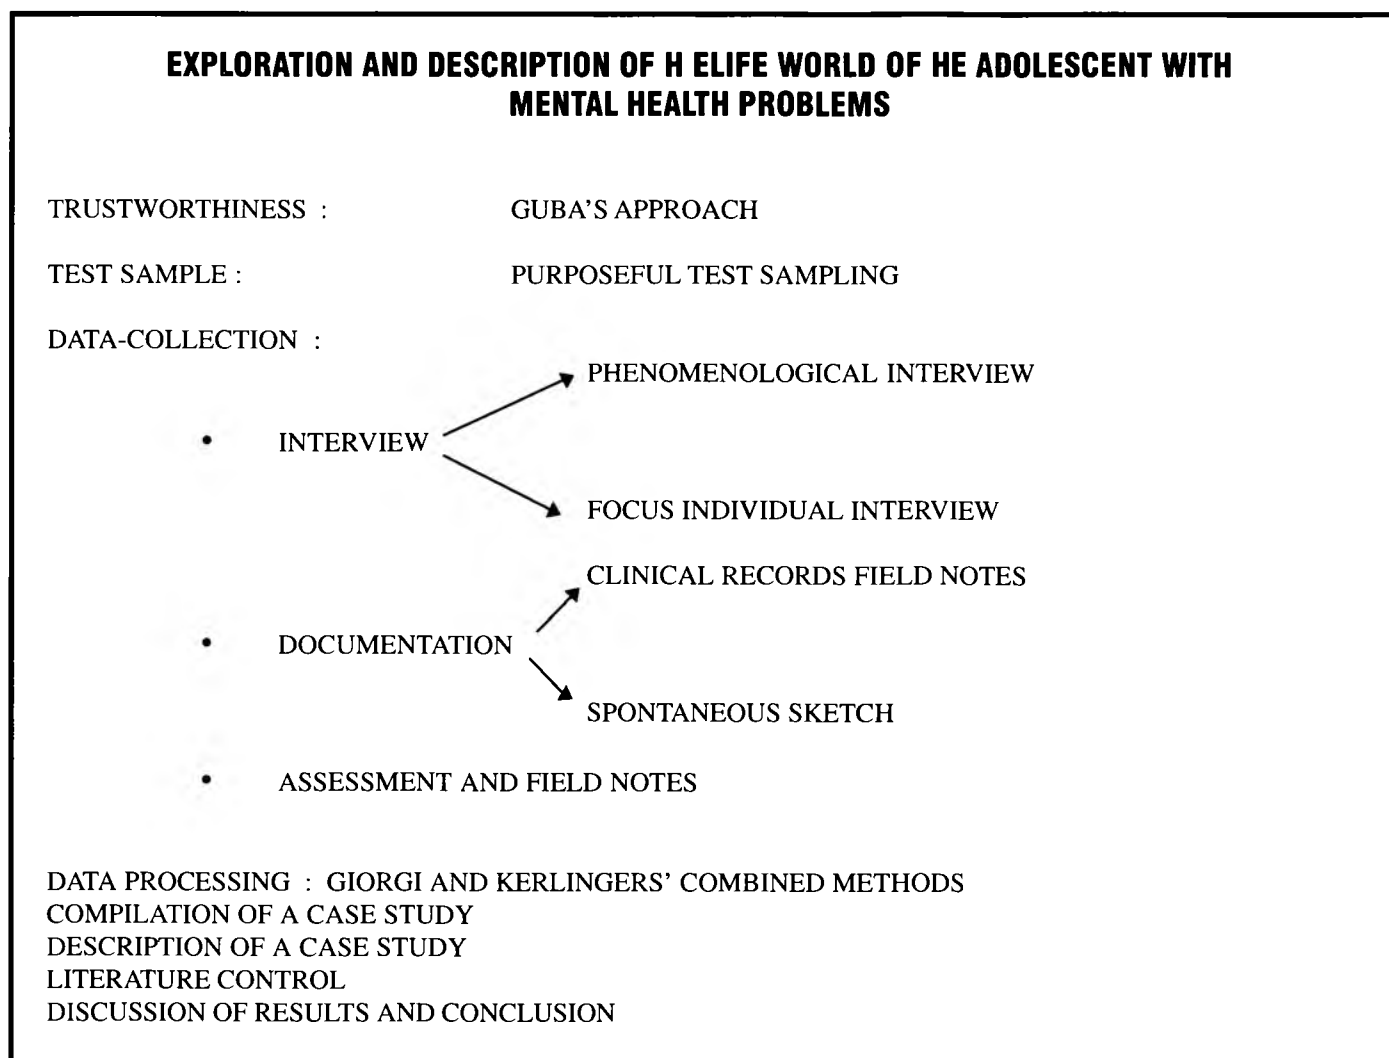 EXPLORATION AND DESCRIPTION OF H ELIFE WORLD OF HE ADOLESCENT WITH
MENTAL HEALTH PROBLEMS
TRUSTWORTHINESS : GUBA'S APPROACH
TEST SAMPLE : PURPOSEFUL TEST SAMPLING
DATA-COLLECTION :
PHENOMENOLOGICAL INTERVIEW
• INTERVIEW
FOCUS INDIVIDUAL INTERVIEW
CLINICAL RECORDS FIELD NOTES
• DOCUMENTATION
SPONTANEOUS SKETCH
• ASSESSMENT AND FIELD NOTES
DATA PROCESSING : GIORGI AND KERLINGERS' COMBINED METHODS
COMPILATION OF A CASE STUDY
DESCRIPTION OF A CASE STUDY
LITERATURE CONTROL
DISCUSSION OF RESULTS AND CONCLUSION